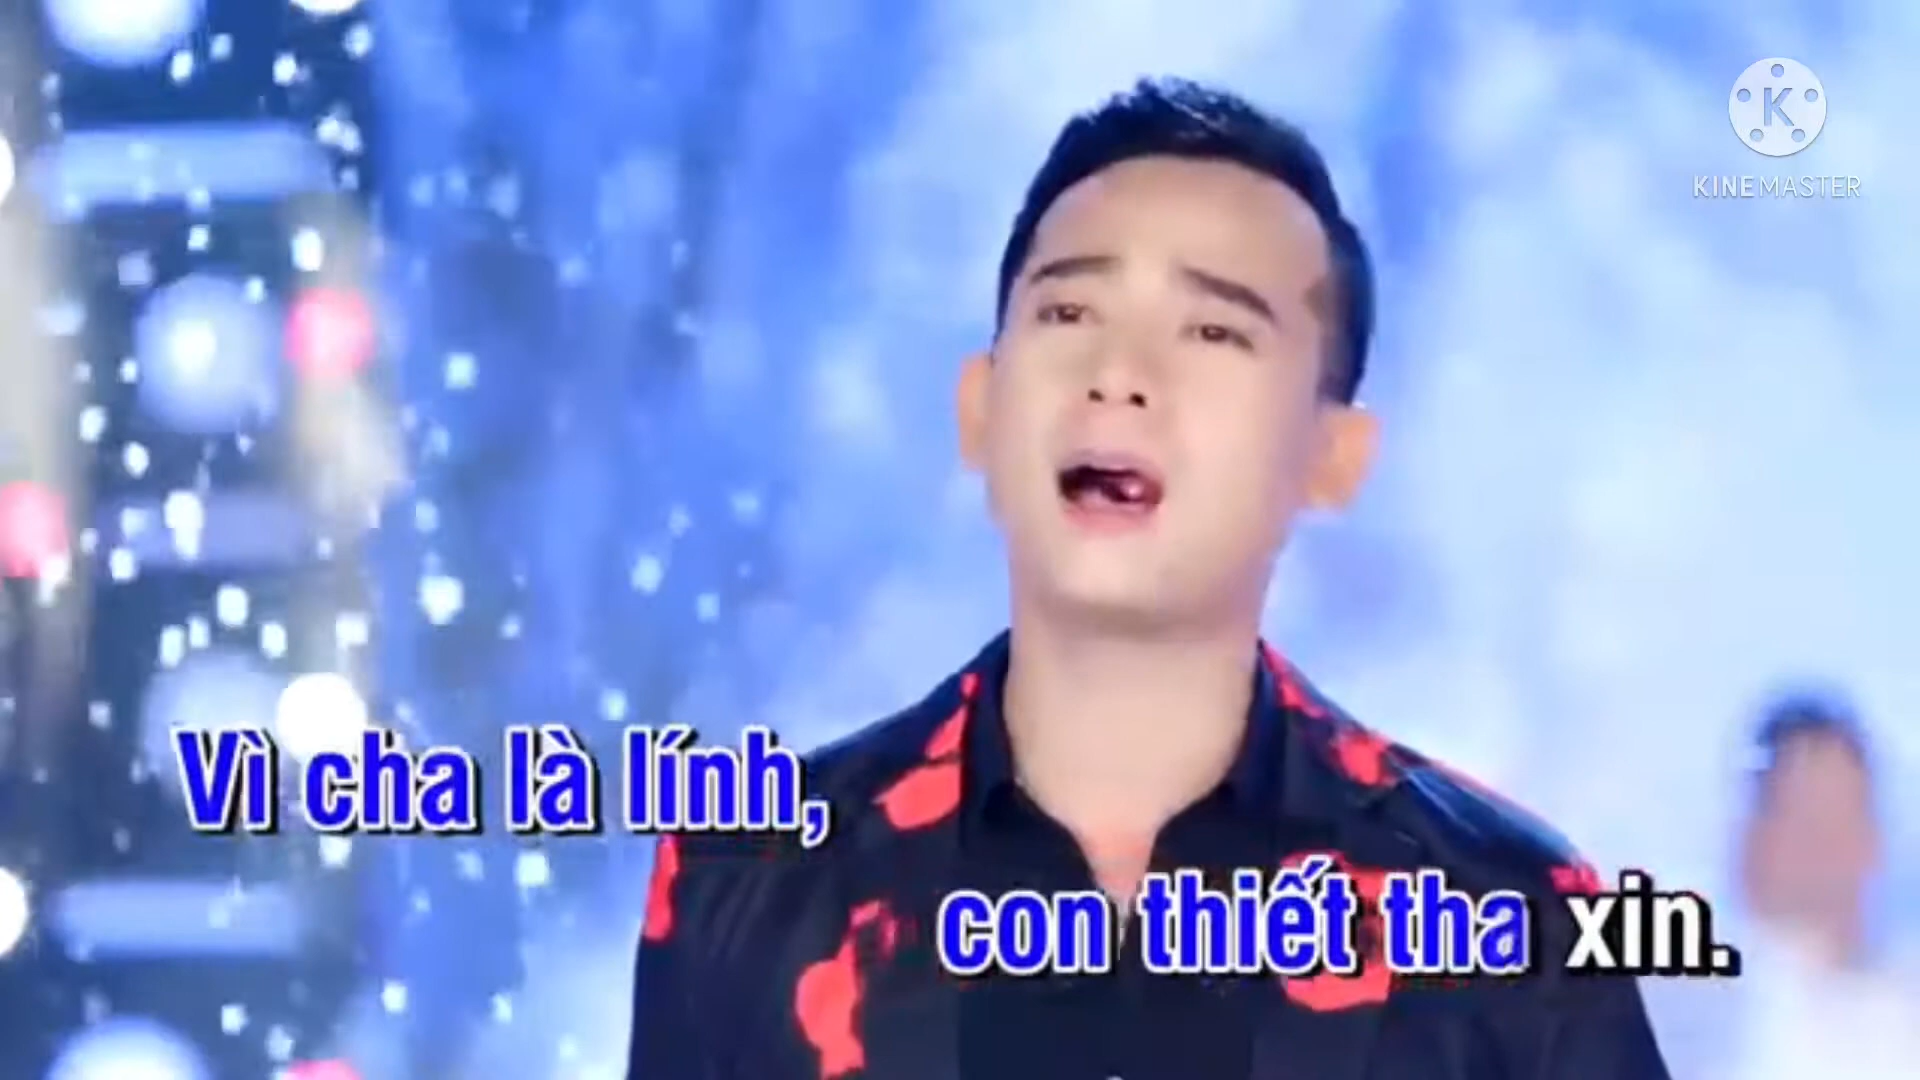 KINEMASTER
Vì cha là lính,
con thiết tha xin.